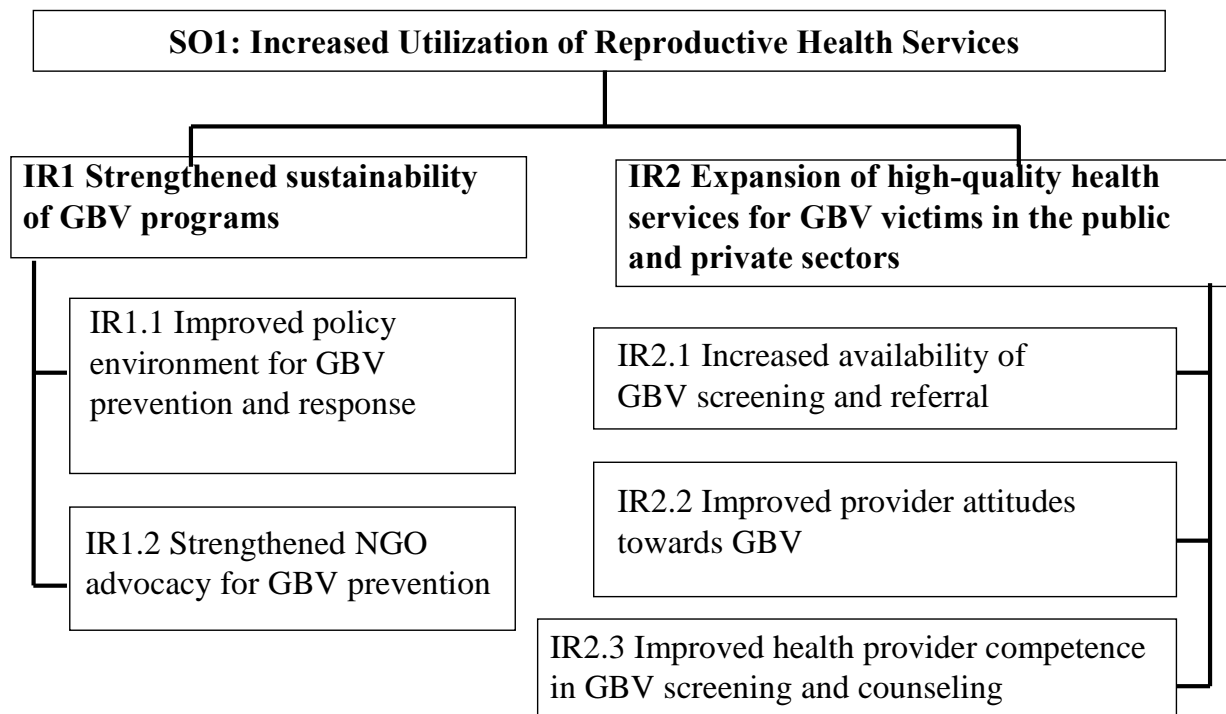 SO1: Increased Utilization of Reproductive Health Services
IR1 Strengthened sustainability
of GBV programs
IR1.1 Improved policy
environment for GBV
prevention and response
IR1.2 Strengthened NGO
advocacy for GBV prevention
IR2 Expansion of high-quality health
services for GBV victims in the public
and private sectors
IR2.1 Increased availability of
GBV screening and referral
IR2.2 Improved provider attitudes
towards GBV
IR2.3 Improved health provider competence
in GBV screening and counseling